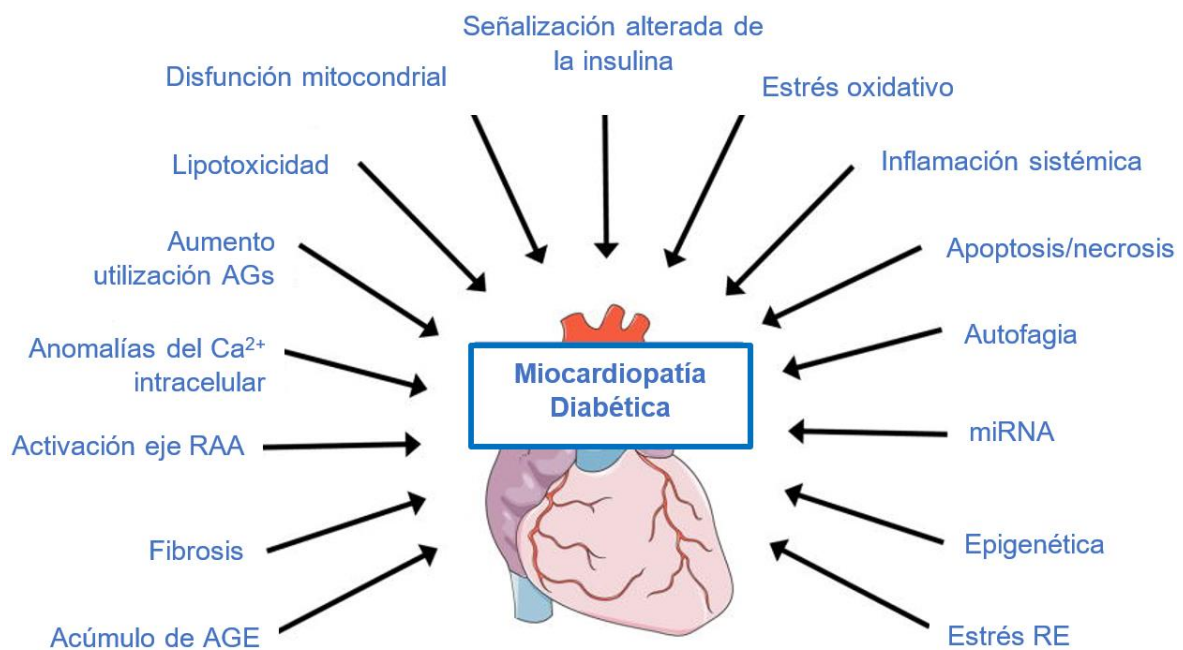 Señalización alterada de
la insulina
Disfunción mitocondrial
Estrés oxidativo
Lipotoxicidad
Inflamación sistémica
Aumento
utilización AGs
Apoptosis/necrosis
Anomalías del Ca²⁺
intracelular
Autofagia
Miocardiopatía
Diabética
Activación eje RAA
miRNA
Fibrosis
Epigenética
Acúmulo de AGE
Estrés RE